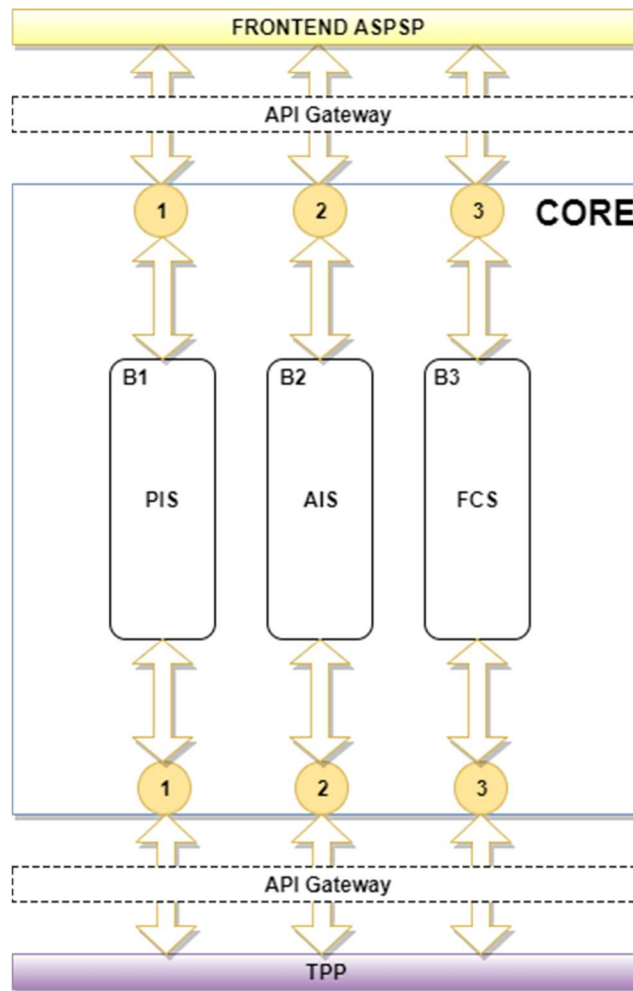 FRONTEND ASPSP
API Gateway
1 2 3 CORE
B1 B2 B3
PIS AIS FCS
1 2 3
API Gateway
TPP